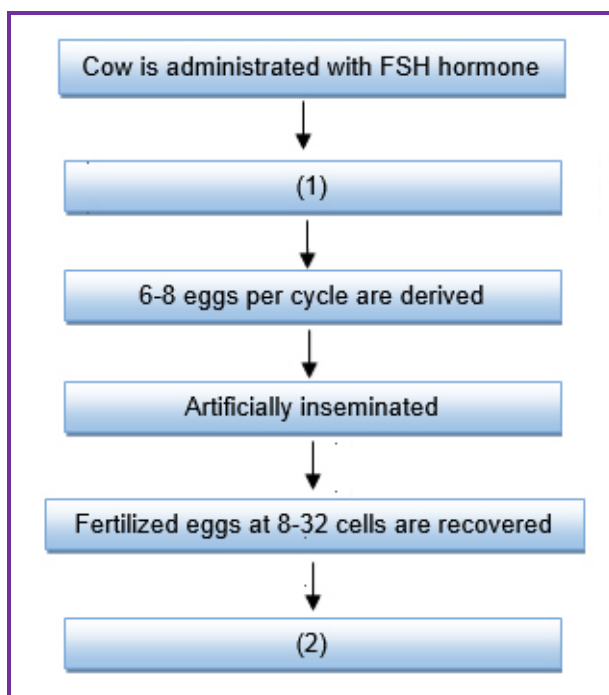 Cow is administrated with FSH hormone
(1)
6-8 eggs per cycle are derived
Artificially inseminated
Fertilized eggs at 8-32 cells are recovered
(2)